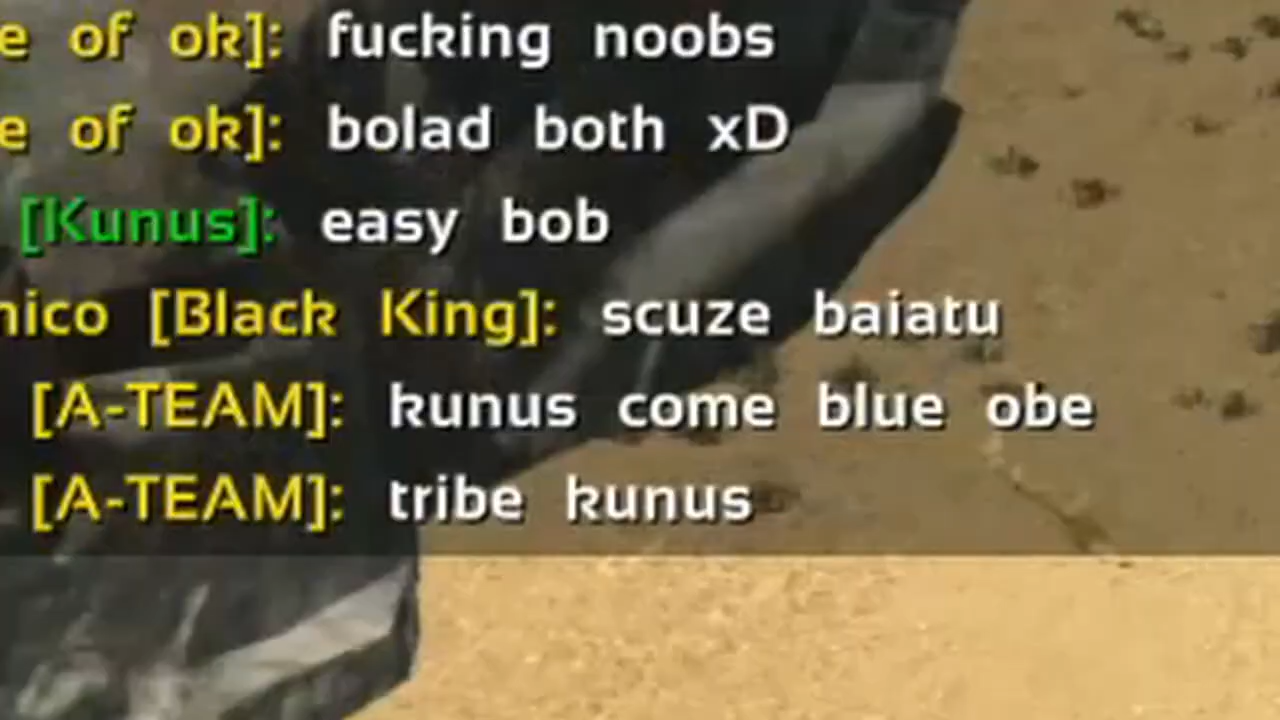 e of ok]: fucking noobs
e of ok]: bolad both xD
[Kunus]: easy bob
nico [Black King]: scuze baiatu
[A-TEAM]: kunus come blue obe
[A-TEAM]: tribe kunus